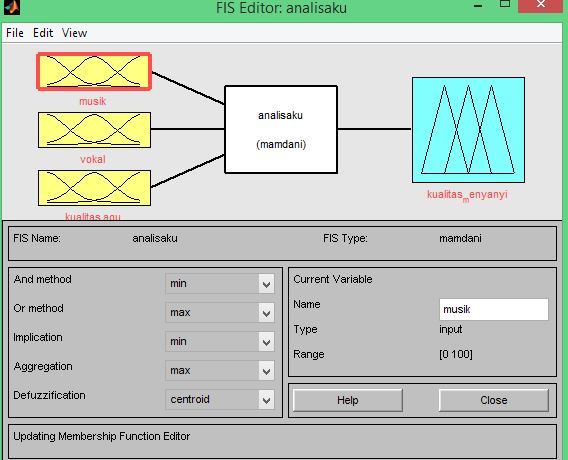 FIS Editor: analisaku
File Edit View
musik
vokal
analisaku
(mamdani)
kualitas_menyanyi
FIS Name: analisaku FIS Type: mamdani
And method min
Or method max
Implication min
Aggregation max
Defuzzification centroid
Current Variable
Name musik
Type input
Range [0 100]
Help Close
Updating Membership Function Editor